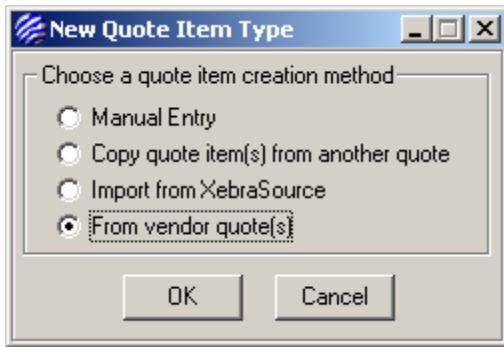 New Quote Item Type
Choose a quote item creation method
Manual Entry
Copy quote item(s) from another quote
Import from XebraSource
From vendor quote(s)
OK Cancel